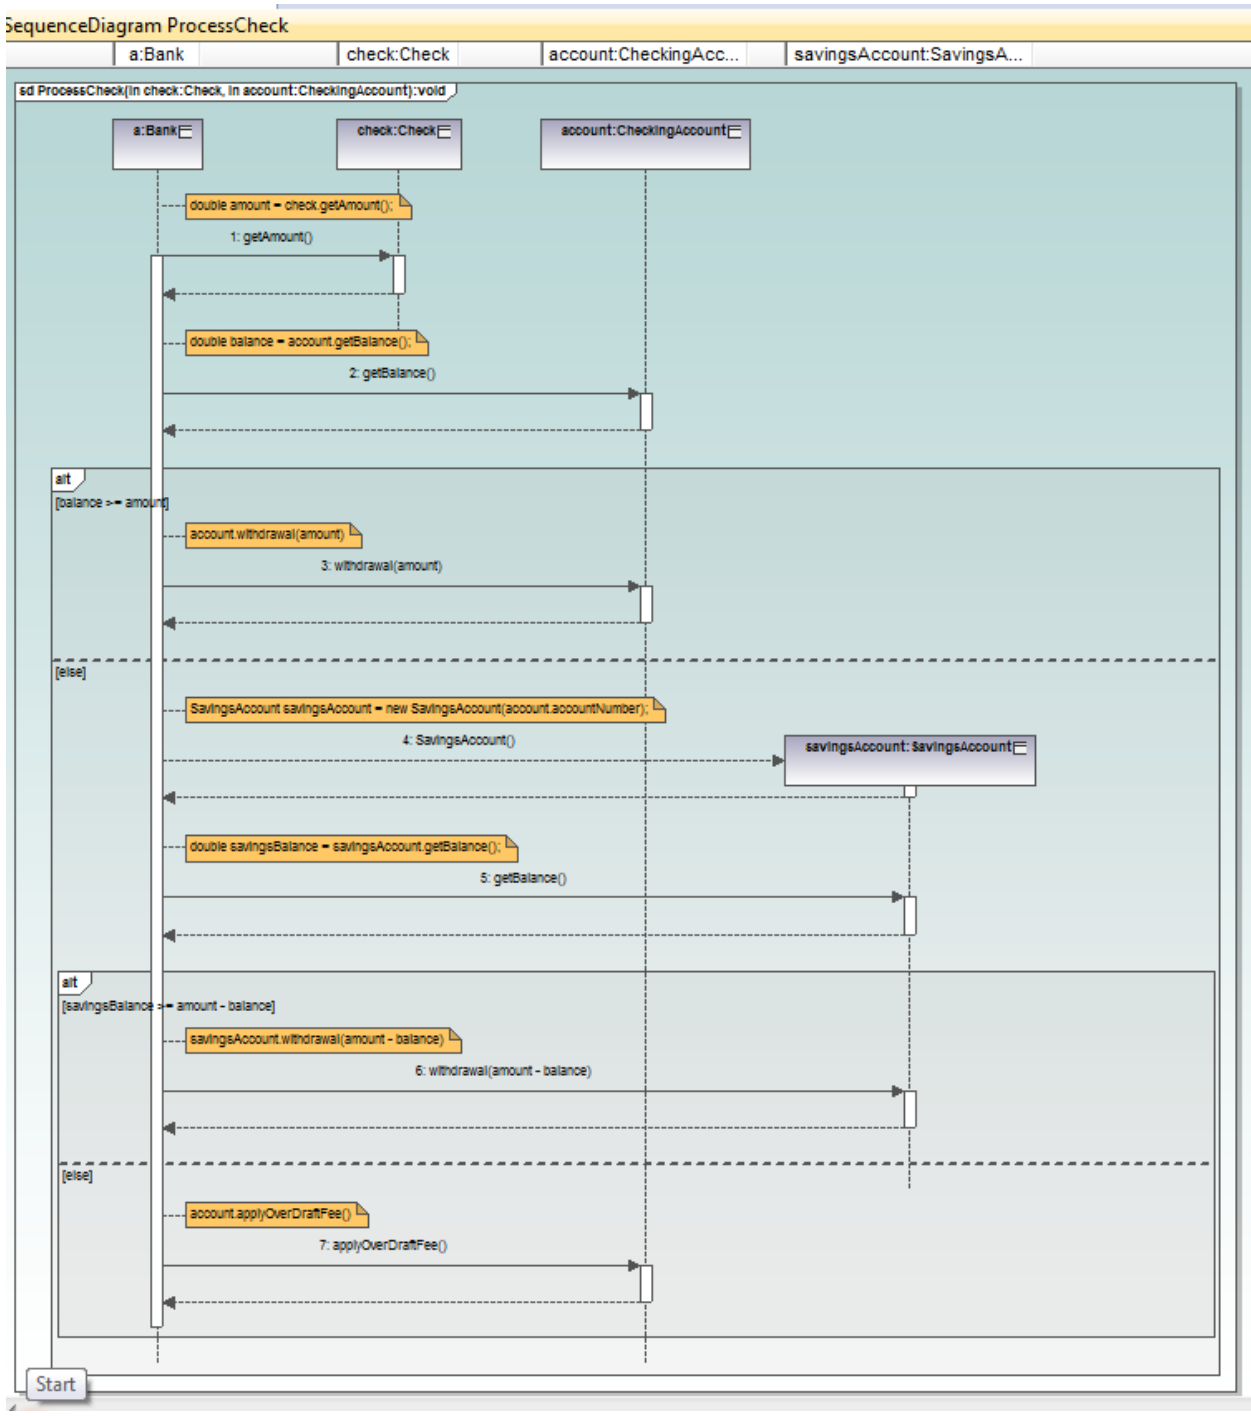 SequenceDiagram ProcessCheck
a:Bank
check:Check
account:CheckingAcc...
savingsAccount:SavingsA...
sd ProcessCheck(in check:Check, in account:CheckingAccount):void
a:Bank
check:Check
account:CheckingAccount
double amount = check.getAmount();
1: getAmount()
double balance = account.getBalance();
2: getBalance()
alt
[balance >= amount]
account.withdrawal(amount)
3: withdrawal(amount)
[else]
SavingsAccount savingsAccount = new SavingsAccount(account.accountNumber);
4: SavingsAccount()
savingsAccount: SavingsAccount
double savingsBalance = savingsAccount.getBalance();
5: getBalance()
alt
[savingsBalance >= amount - balance]
savingsAccount.withdrawal(amount - balance)
6: withdrawal(amount - balance)
[else]
account.applyOverDraftFee()
7: applyOverDraftFee()
Start